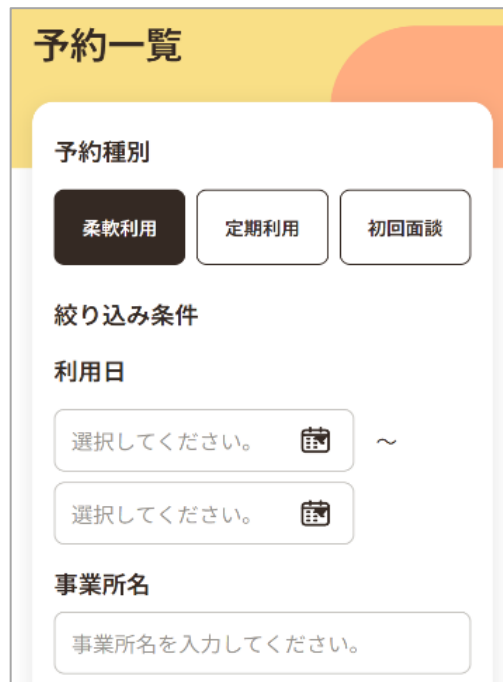 予約一覧
予約種別
柔軟利用 定期利用 初回面談
絞り込み条件
利用日
選択してください。 ～
選択してください。
事業所名
事業所名を入力してください。